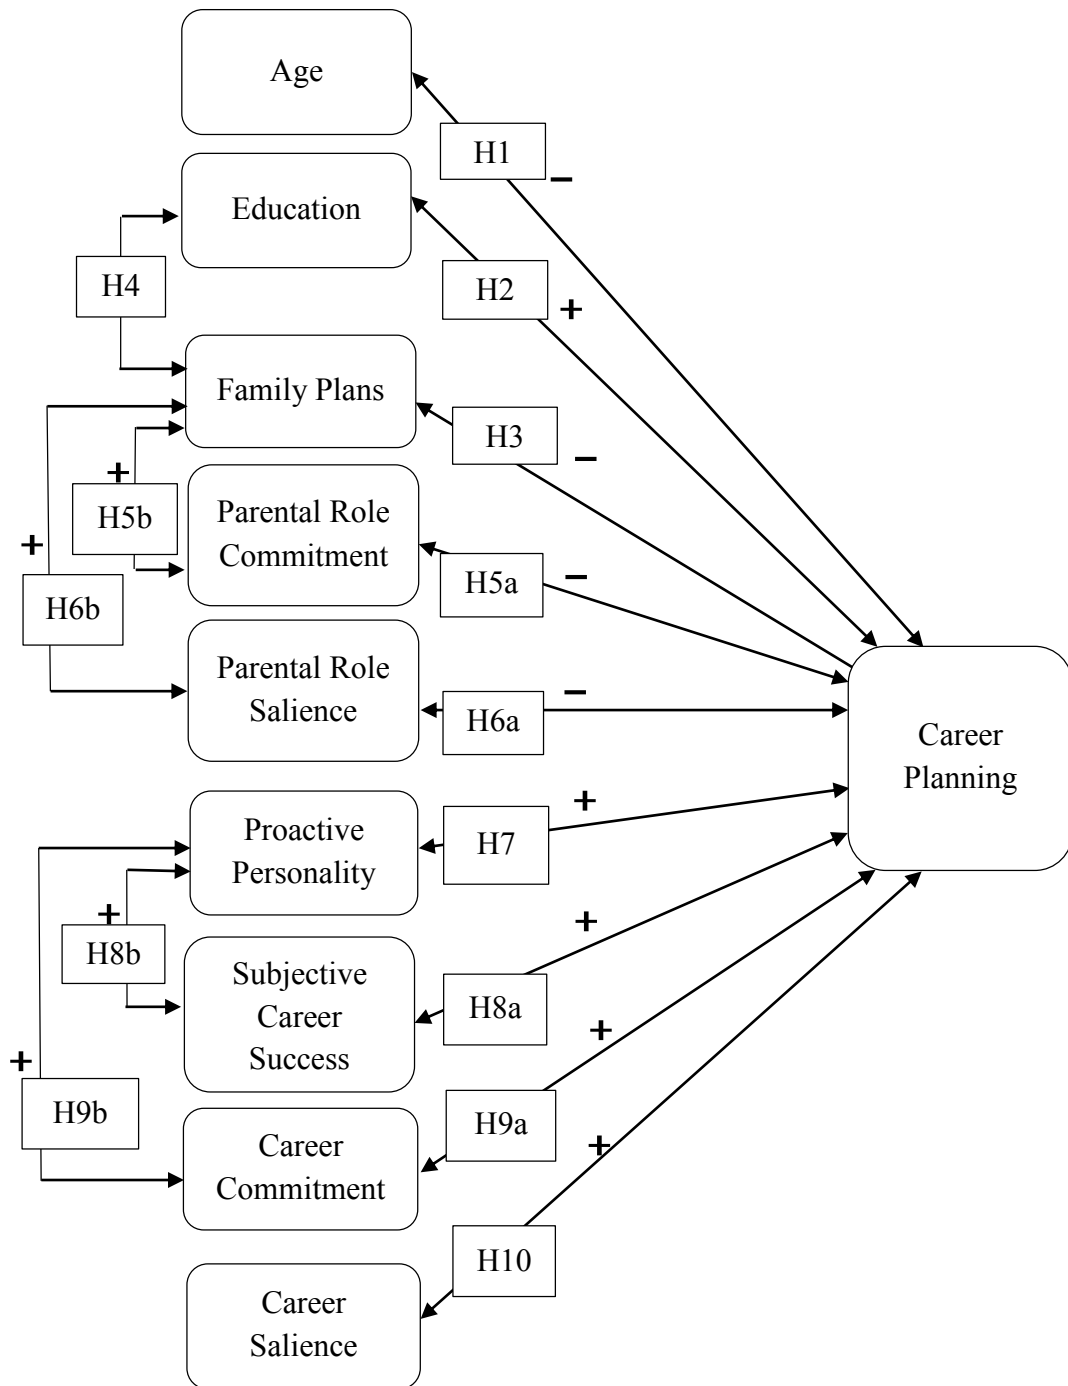 Age
H1
−
Education
H4
H2
+
Family Plans
H3
−
+
H5b
Parental Role
Commitment
H5a
−
+
H6b
Parental Role
Salience
H6a
−
Career
Planning
Proactive
Personality
H7
+
+
H8b
Subjective
Career
Success
H8a
+
+
H9b
Career
Commitment
H9a
+
H10
+
Career
Salience